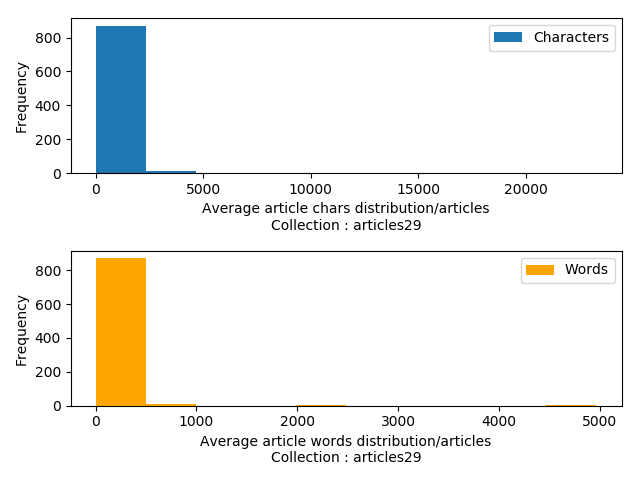 Characters
Frequency
800
600
400
200
0
0 5000 10000 15000 20000
Average article chars distribution/articles
Collection : articles29
Words
Frequency
800
600
400
200
0
0 1000 2000 3000 4000 5000
Average article words distribution/articles
Collection : articles29